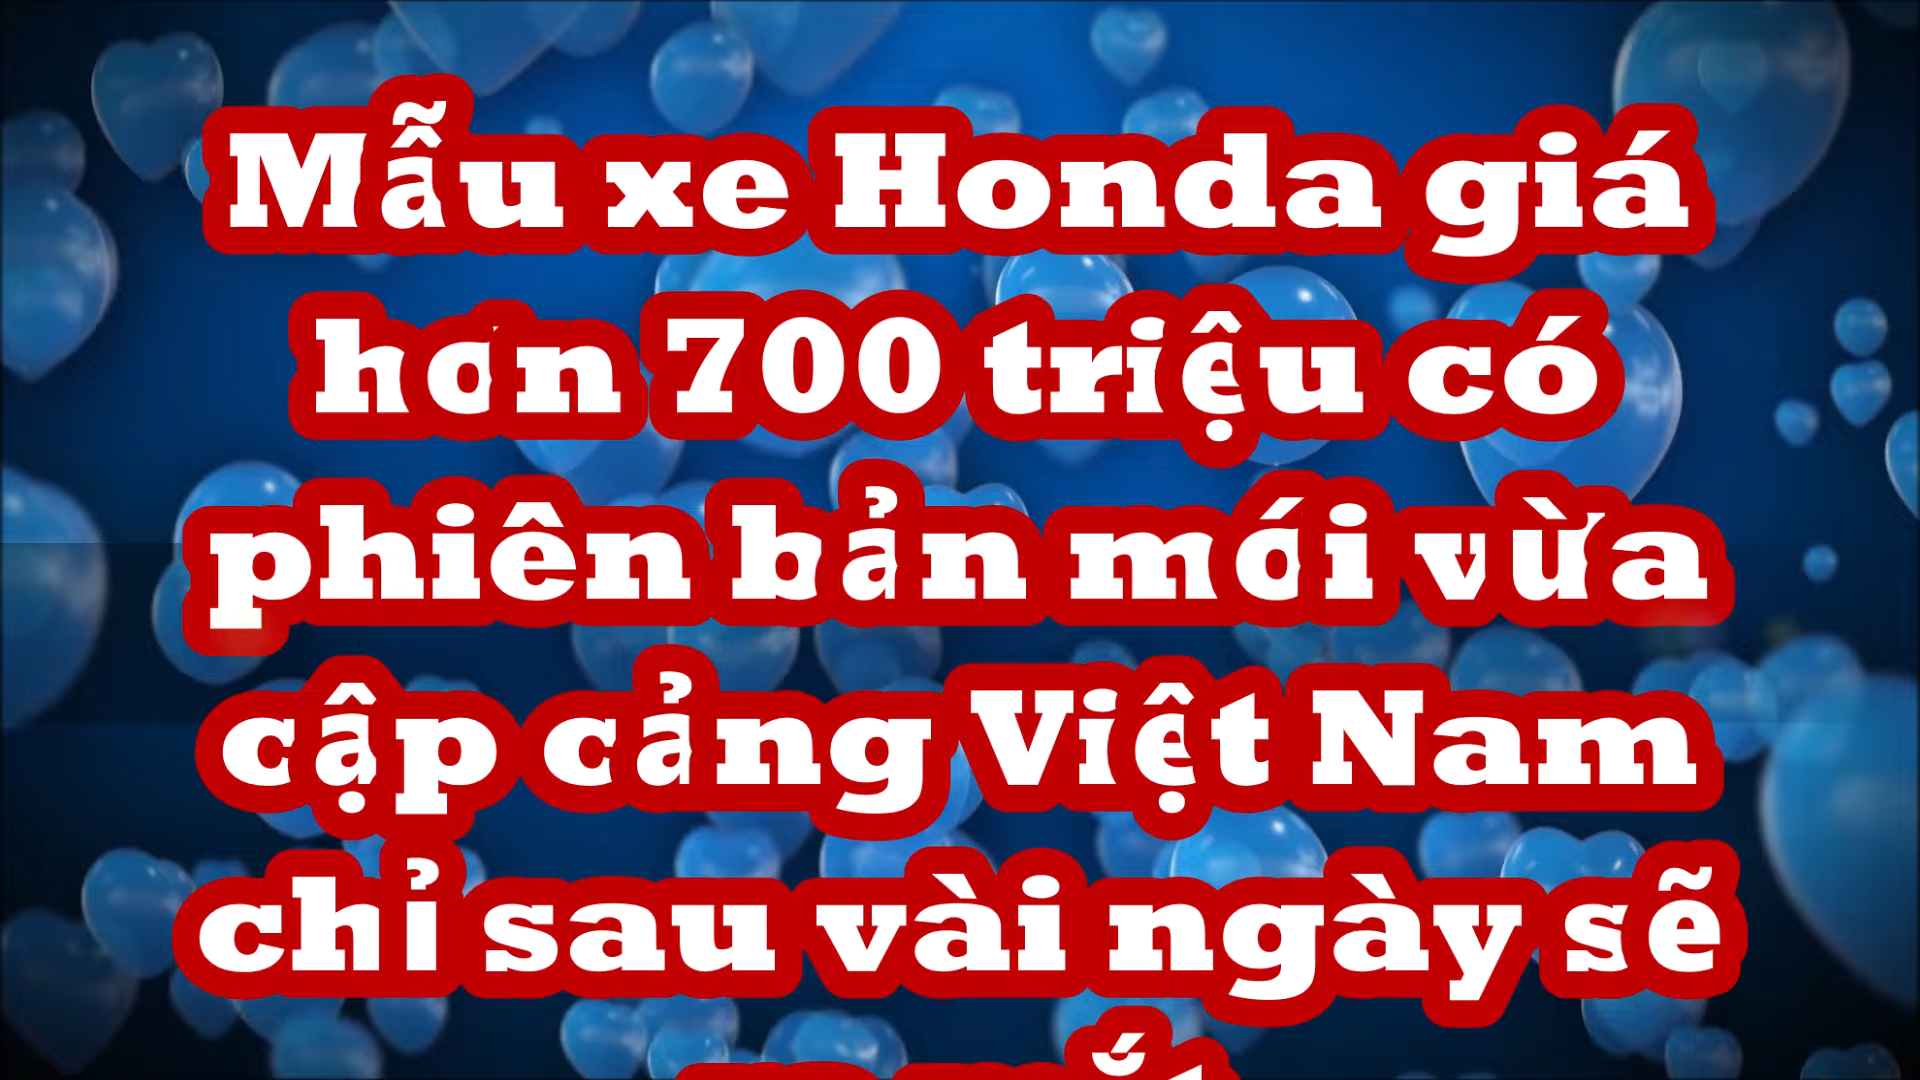 Mẫu xe Honda giá
hơn 700 triệu có
phiên bản mới vừa
cập cảng Việt Nam
chỉ sau vài ngày sẽ